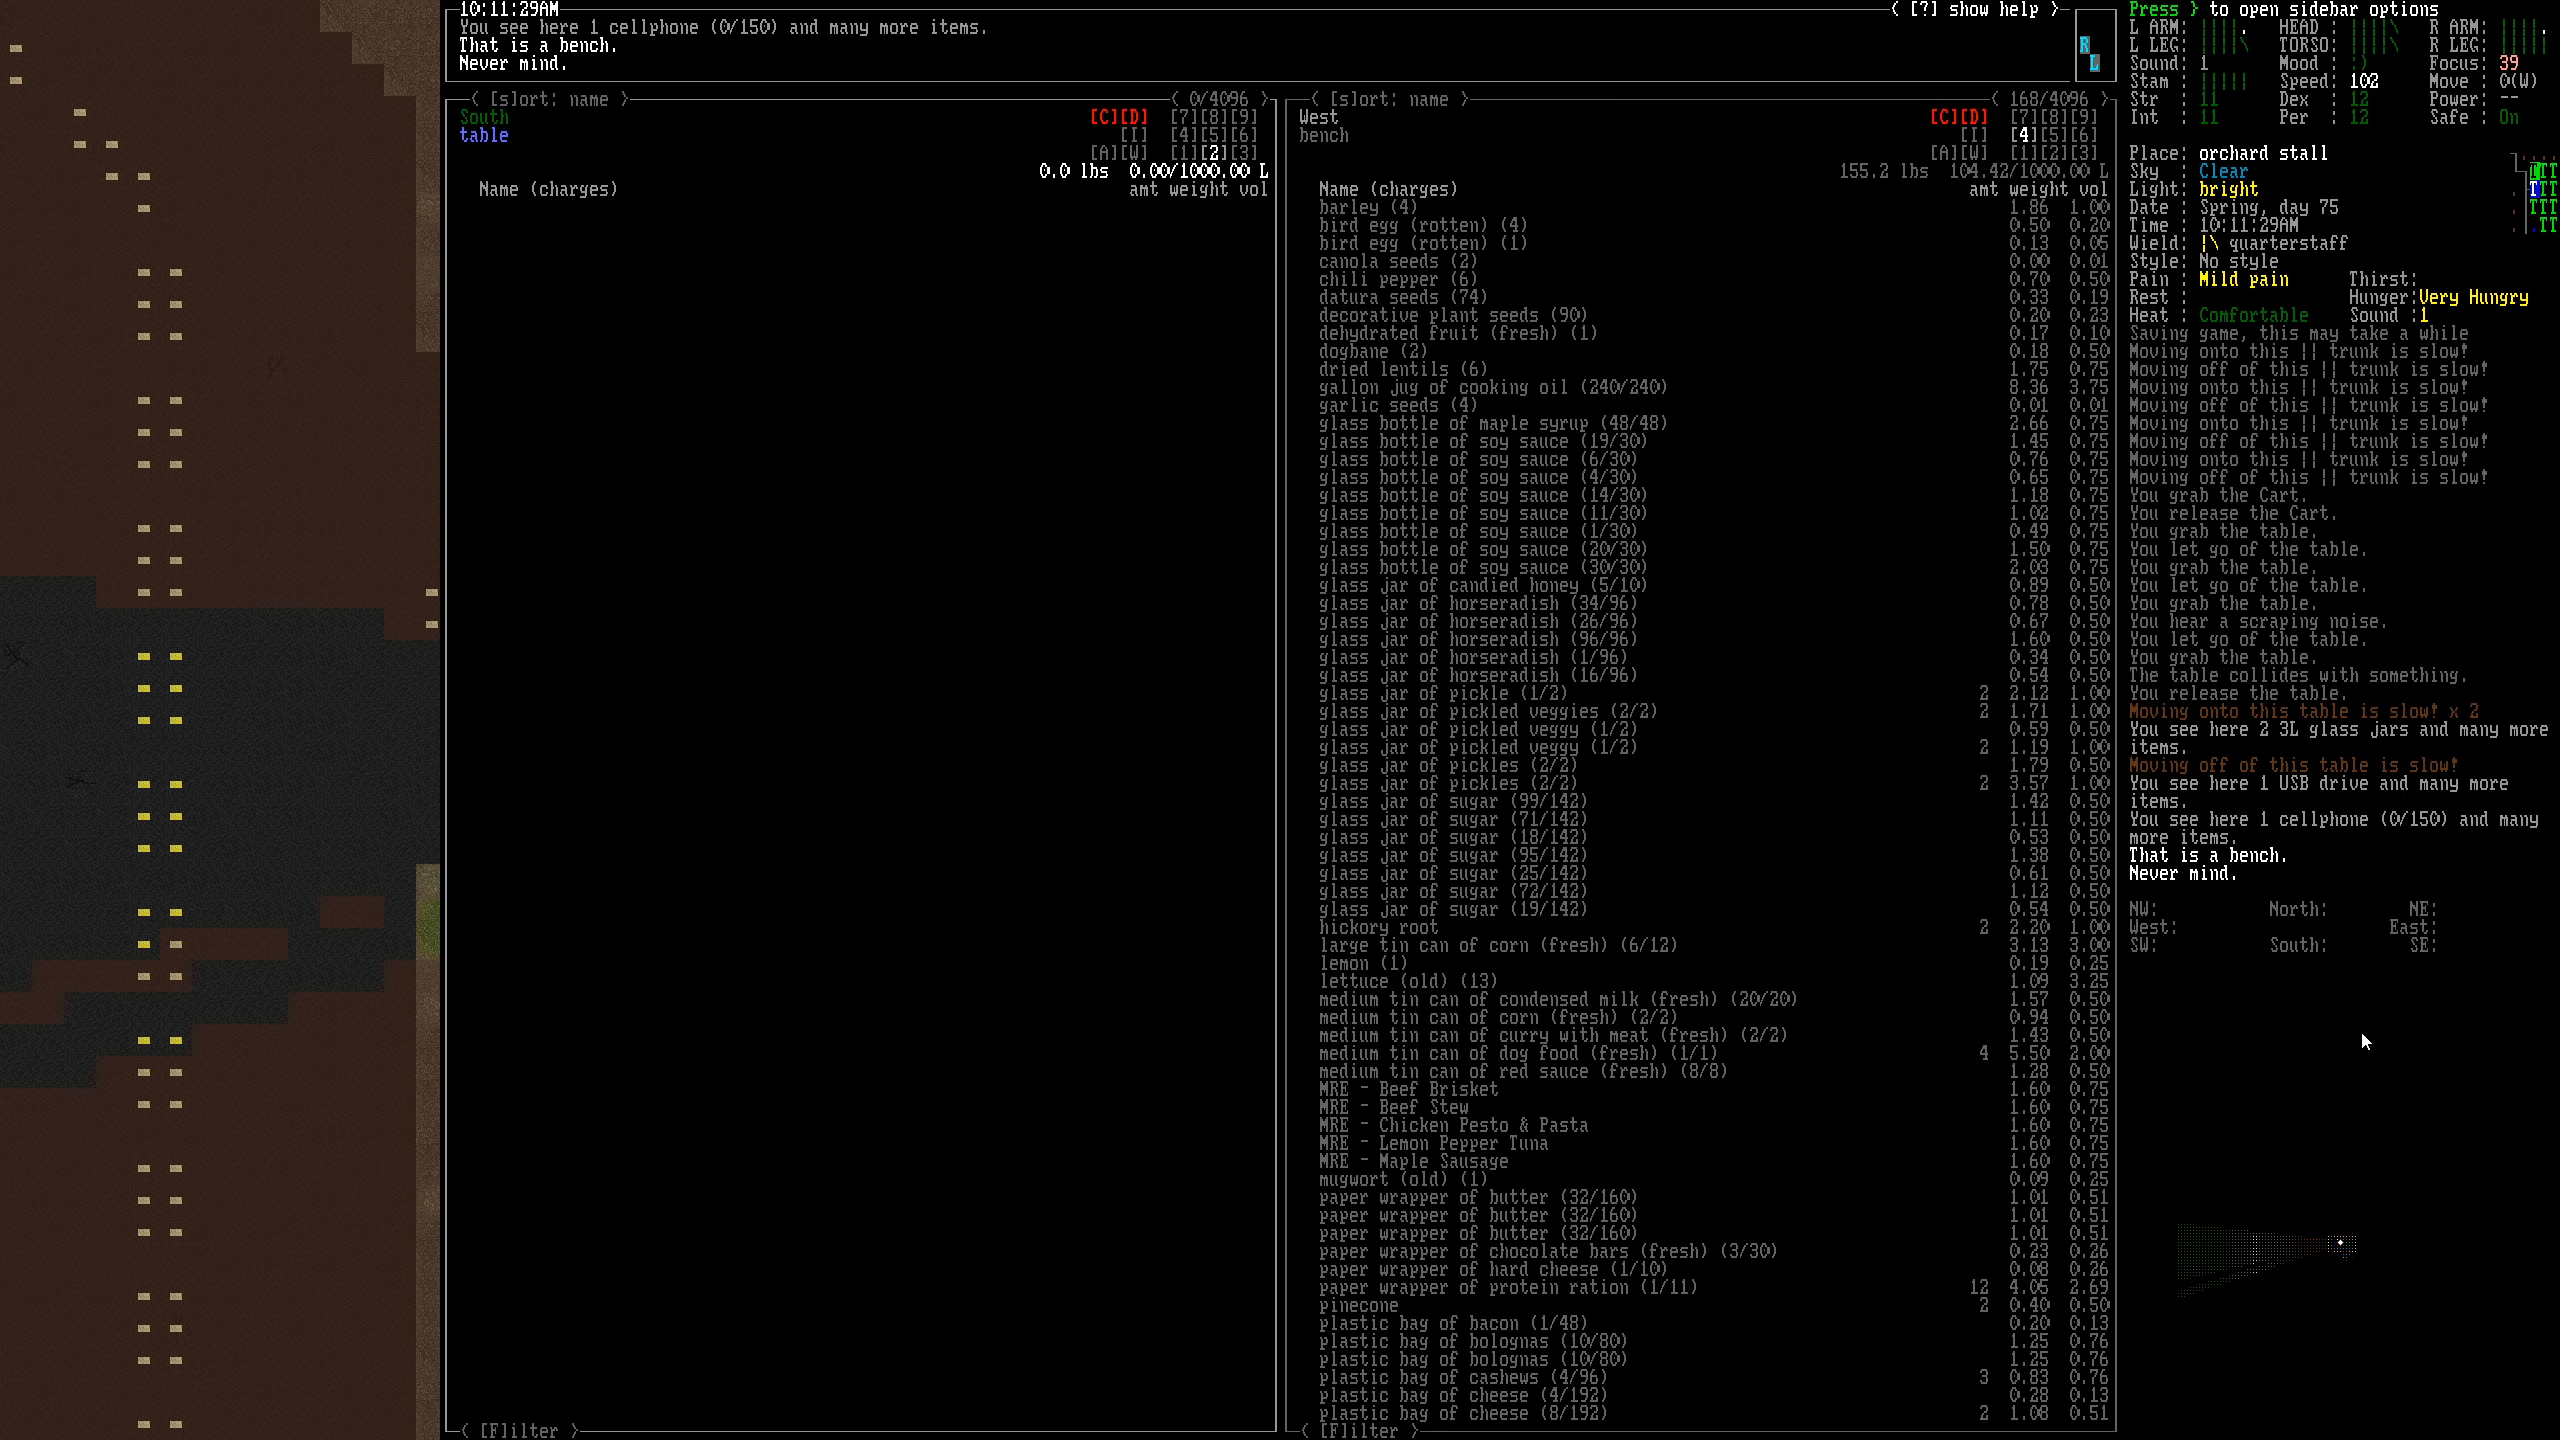 10:11:29AM
< [?] show help >
You see here 1 cellphone (0/150) and many more items.
That is a bench.
Never mind.
R
L
< [s]ort: name >
< 0/4096 >
South
[C][D] [7][8][9]
table
[I] [4][5][6]
[A][W] [1][2][3]
0.0 lbs 0.00/1000.00 L
Name (charges)
amt weight vol
< [F]ilter >
< [s]ort: name >
< 168/4096 >
West
[C][D] [7][8][9]
bench
[I] [4][5][6]
[A][W] [1][2][3]
155.2 lbs 104.42/1000.00 L
Name (charges) amt weight vol
barley (4) 1.86 1.00
bird egg (rotten) (4) 0.50 0.20
bird egg (rotten) (1) 0.13 0.05
canola seeds (2) 0.00 0.01
chili pepper (6) 0.70 0.50
datura seeds (74) 0.33 0.19
decorative plant seeds (90) 0.20 0.23
dehydrated fruit (fresh) (1) 0.17 0.10
dogbane (2) 0.18 0.50
dried lentils (6) 1.75 0.75
gallon jug of cooking oil (240/240) 8.36 3.75
garlic seeds (4) 0.01 0.01
glass bottle of maple syrup (48/48) 2.66 0.75
glass bottle of soy sauce (19/30) 1.45 0.75
glass bottle of soy sauce (6/30) 0.76 0.75
glass bottle of soy sauce (4/30) 0.65 0.75
glass bottle of soy sauce (14/30) 1.18 0.75
glass bottle of soy sauce (11/30) 1.02 0.75
glass bottle of soy sauce (1/30) 0.49 0.75
glass bottle of soy sauce (20/30) 1.50 0.75
glass bottle of soy sauce (30/30) 2.03 0.75
glass jar of candied honey (5/10) 0.89 0.50
glass jar of horseradish (34/96) 0.78 0.50
glass jar of horseradish (26/96) 0.67 0.50
glass jar of horseradish (96/96) 1.60 0.50
glass jar of horseradish (1/96) 0.34 0.50
glass jar of horseradish (16/96) 0.54 0.50
glass jar of pickle (1/2) 2 2.12 1.00
glass jar of pickled veggies (2/2) 2 1.71 1.00
glass jar of pickled veggy (1/2) 0.59 0.50
glass jar of pickled veggy (1/2) 2 1.19 1.00
glass jar of pickles (2/2) 1.79 0.50
glass jar of pickles (2/2) 2 3.57 1.00
glass jar of sugar (99/142) 1.42 0.50
glass jar of sugar (71/142) 1.11 0.50
glass jar of sugar (18/142) 0.53 0.50
glass jar of sugar (95/142) 1.38 0.50
glass jar of sugar (25/142) 0.61 0.50
glass jar of sugar (72/142) 1.12 0.50
glass jar of sugar (19/142) 0.54 0.50
hickory root 2 2.20 1.00
large tin can of corn (fresh) (6/12) 3.13 3.00
lemon (1) 0.19 0.25
lettuce (old) (13) 1.09 3.25
medium tin can of condensed milk (fresh) (20/20) 1.57 0.50
medium tin can of corn (fresh) (2/2) 0.94 0.50
medium tin can of curry with meat (fresh) (2/2) 1.43 0.50
medium tin can of dog food (fresh) (1/1) 4 5.50 2.00
medium tin can of red sauce (fresh) (8/8) 1.28 0.50
MRE - Beef Brisket 1.60 0.75
MRE - Beef Stew 1.60 0.75
MRE - Chicken Pesto & Pasta 1.60 0.75
MRE - Lemon Pepper Tuna 1.60 0.75
MRE - Maple Sausage 1.60 0.75
mugwort (old) (1) 0.09 0.25
paper wrapper of butter (32/160) 1.01 0.51
paper wrapper of butter (32/160) 1.01 0.51
paper wrapper of butter (32/160) 1.01 0.51
paper wrapper of chocolate bars (fresh) (3/30) 0.23 0.26
paper wrapper of hard cheese (1/10) 0.08 0.26
paper wrapper of protein ration (1/11) 12 4.05 2.69
pinecone 2 0.40 0.50
plastic bag of bacon (1/48) 0.20 0.13
plastic bag of bolognas (10/80) 1.25 0.76
plastic bag of bolognas (10/80) 1.25 0.76
plastic bag of cashews (4/96) 3 0.83 0.76
plastic bag of cheese (4/192) 0.28 0.13
plastic bag of cheese (8/192) 2 1.08 0.51
< [F]ilter >
Press } to open sidebar options
L ARM: ||||. HEAD : ||||\ R ARM: ||||.
L LEG: ||||\ TORSO: ||||\ R LEG: |||||
Sound: 1 Mood : :) Focus: 39
Stam : ||||| Speed: 102 Move : 0(W)
Str : 11 Dex : 12 Power: --
Int : 11 Per : 12 Safe : On
Place: orchard stall
Sky : Clear
Light: bright
Date : Spring, day 75
Time : 10:11:29AM
Wield: |\ quarterstaff
Style: No style
Pain : Mild pain Thirst:
Rest : Hunger:Very Hungry
Heat : Comfortable Sound :1
Saving game, this may take a while
Moving onto this || trunk is slow!
Moving off of this || trunk is slow!
Moving onto this || trunk is slow!
Moving off of this || trunk is slow!
Moving onto this || trunk is slow!
Moving off of this || trunk is slow!
Moving onto this || trunk is slow!
Moving off of this || trunk is slow!
You grab the Cart.
You release the Cart.
You grab the table.
You let go of the table.
You grab the table.
You let go of the table.
You grab the table.
You hear a scraping noise.
You let go of the table.
You grab the table.
The table collides with something.
You release the table.
Moving onto this table is slow! x 2
You see here 2 3L glass jars and many more
items.
Moving off of this table is slow!
You see here 1 USB drive and many more
items.
You see here 1 cellphone (0/150) and many
more items.
That is a bench.
Never mind.
NW: North: NE:
West: East:
SW: South: SE: